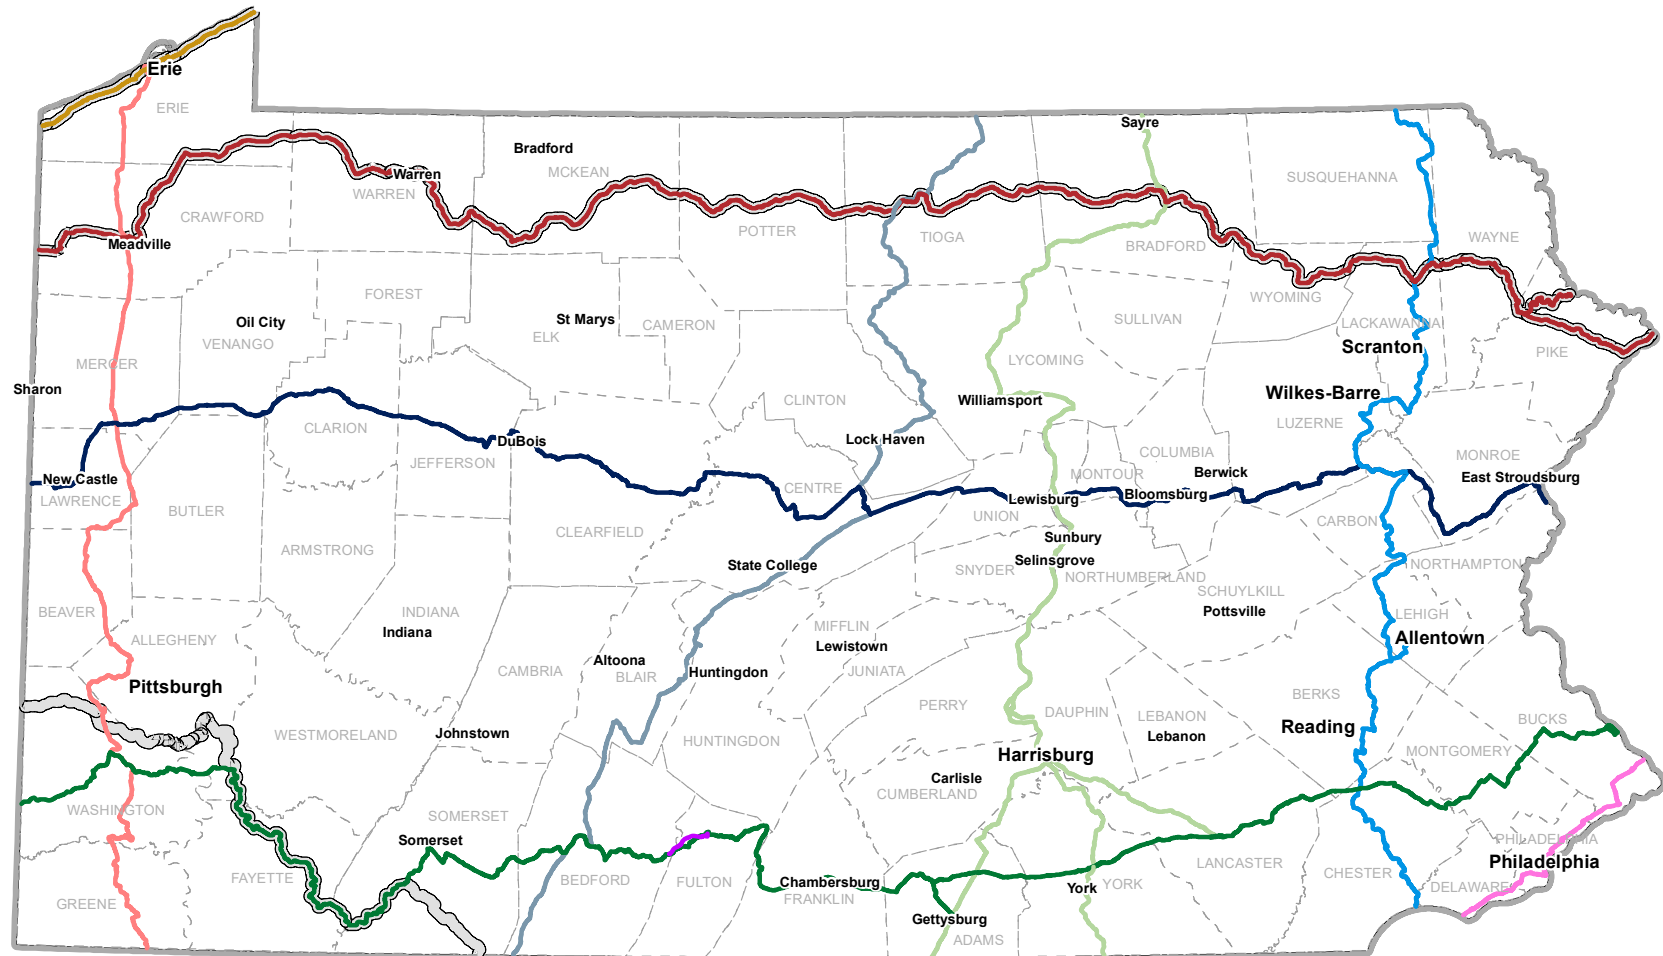 Erie
ERIE
Sayre
Bradford
MCKEAN
Warren
WARREN
SUSQUEHANNA
CRAWFORD
Meadville
POTTER
TIOGA
BRADFORD
WAYNE
FOREST
WYOMING
Oil City
VENANGO
St Marys
ELK
CAMERON
SULLIVAN
LACKAWANNA
Scranton
MERCER
LYCOMING
PIKE
Sharon
Wilkes-Barre
CLINTON
Williamsport
LUZERNE
CLARION
DuBois
Lock Haven
JEFFERSON
COLUMBIA
MONROE
New Castle
LAWRENCE
CENTRE
MONTOUR
Berwick
East Stroudsburg
Lewisburg
Bloomsburg
BUTLER
UNION
CARBON
CLEARFIELD
Sunbury
ARMSTRONG
State College
Selinsgrove
SNYDER
NORTHUMBERLAND
NORTHAMPTON
SCHUYLKILL
Pottsville
BEAVER
INDIANA
Indiana
LEHIGH
Allentown
ALLEGHENY
MIFFLIN
Lewistown
Altoona
BLAIR
CAMBRIA
Huntingdon
JUNIATA
Pittsburgh
BERKS
PERRY
DAUPHIN
LEBANON
Lebanon
Reading
BUCKS
WESTMORELAND
Johnstown
HUNTINGDON
Harrisburg
MONTGOMERY
Carlisle
CUMBERLAND
WASHINGTON
SOMERSET
Somerset
PHILADELPHIA
Philadelphia
LANCASTER
FAYETTE
BEDFORD
FULTON
Chambersburg
FRANKLIN
York
YORK
CHESTER
DELAWARE
GREENE
Gettysburg
ADAMS